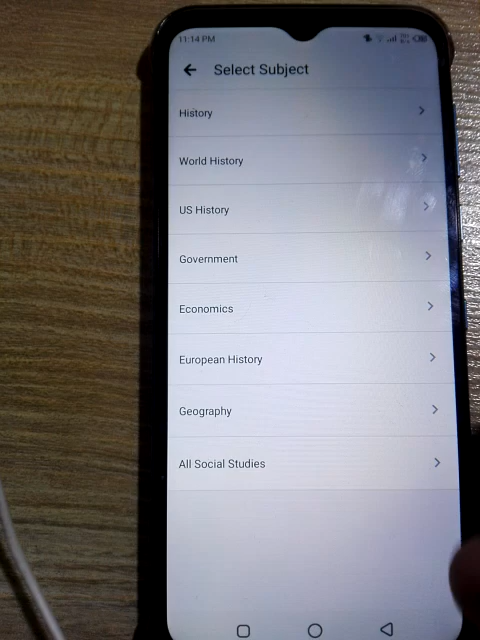 11:14 PM
Select Subject
History
World History
US History
Government
Economics
European History
Geography
All Social Studies